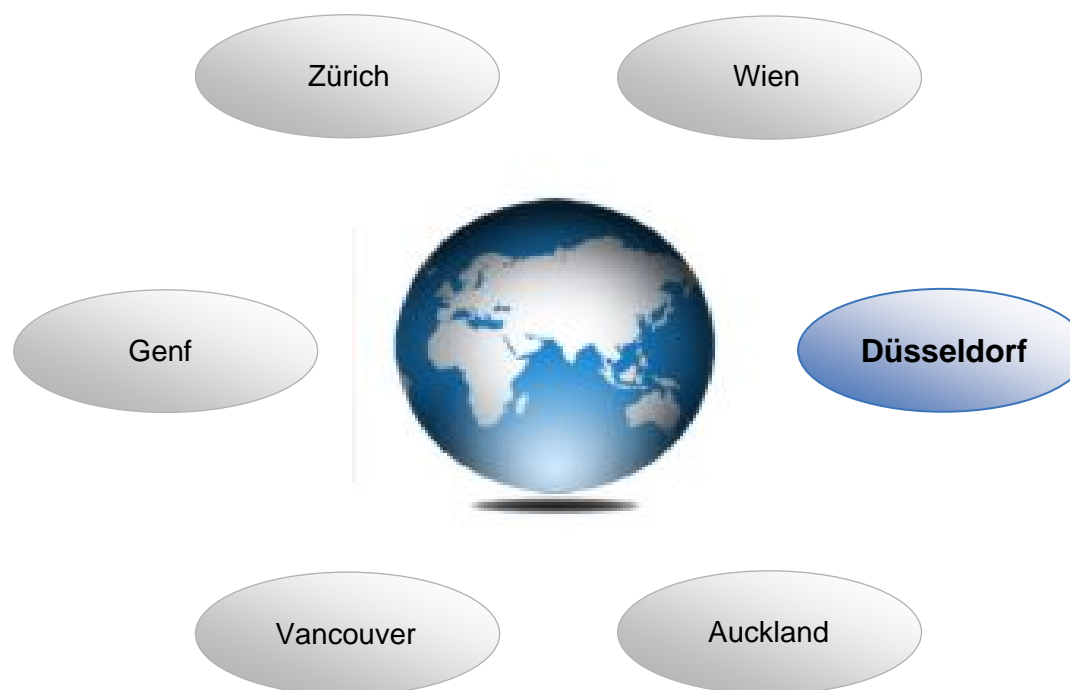 Zürich
Wien
Genf
Düsseldorf
Vancouver
Auckland